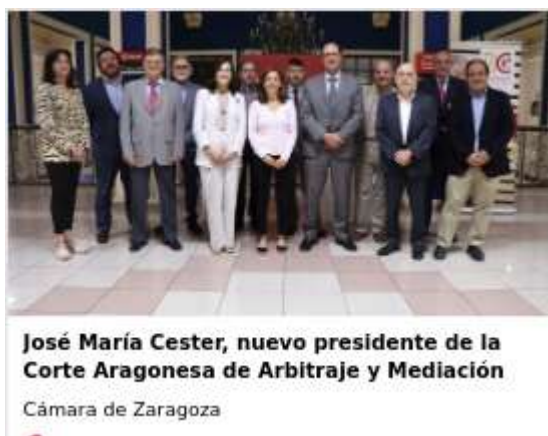 José María Cester, nuevo presidente de la
Corte Aragonesa de Arbitraje y Mediación
Cámara de Zaragoza